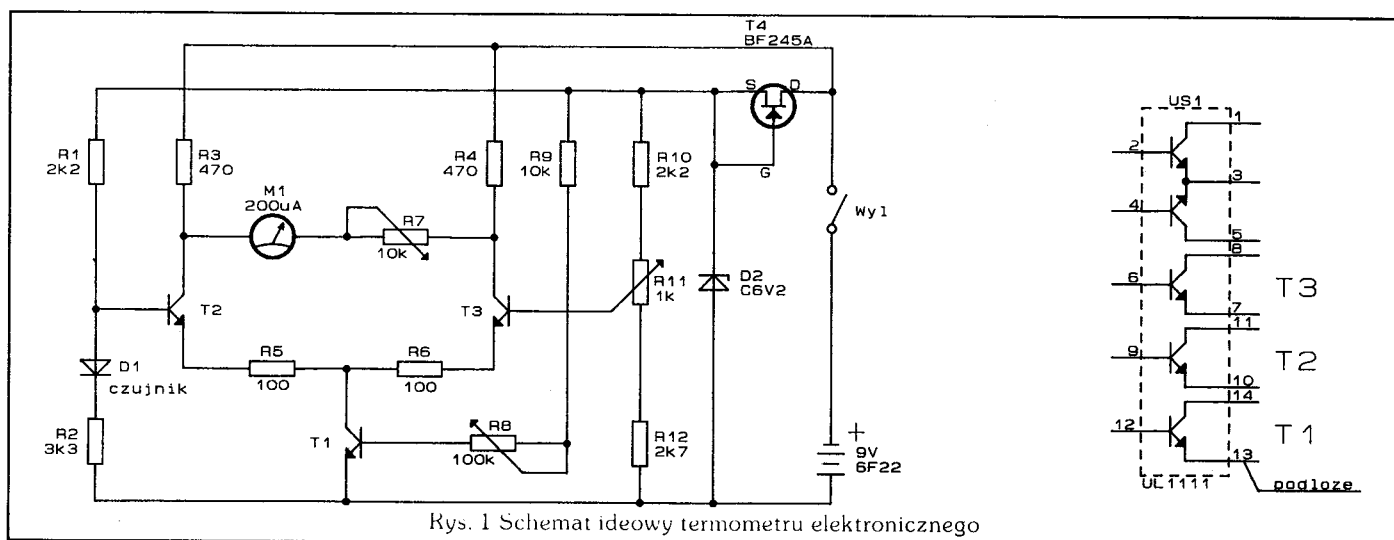 T4
BF245A
S D
G
R1
2k2
R3
470
R4
470
R9
10k
R10
2k2
M1
200uA
R7
10k
R11
1k
D2
C6V2
Wyl
T2
T3
D1
czujnik
R5
100
R6
100
R2
3k3
T1
R8
100k
R12
2k7
+
9V
6F22
US1
1
2
3
4
5
8
6
T3
7
11
9
T2
10
14
12
T1
13
UL1111
podloze
Rys. 1 Schemat ideowy termometru elektronicznego